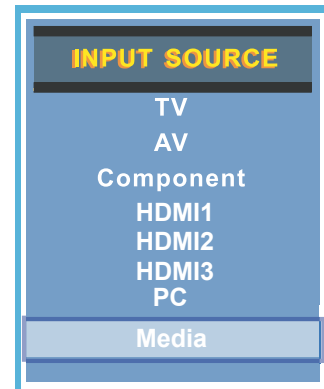 INPUT SOURCE
TV
AV
Component
HDMI1
HDMI2
HDMI3
PC
Media